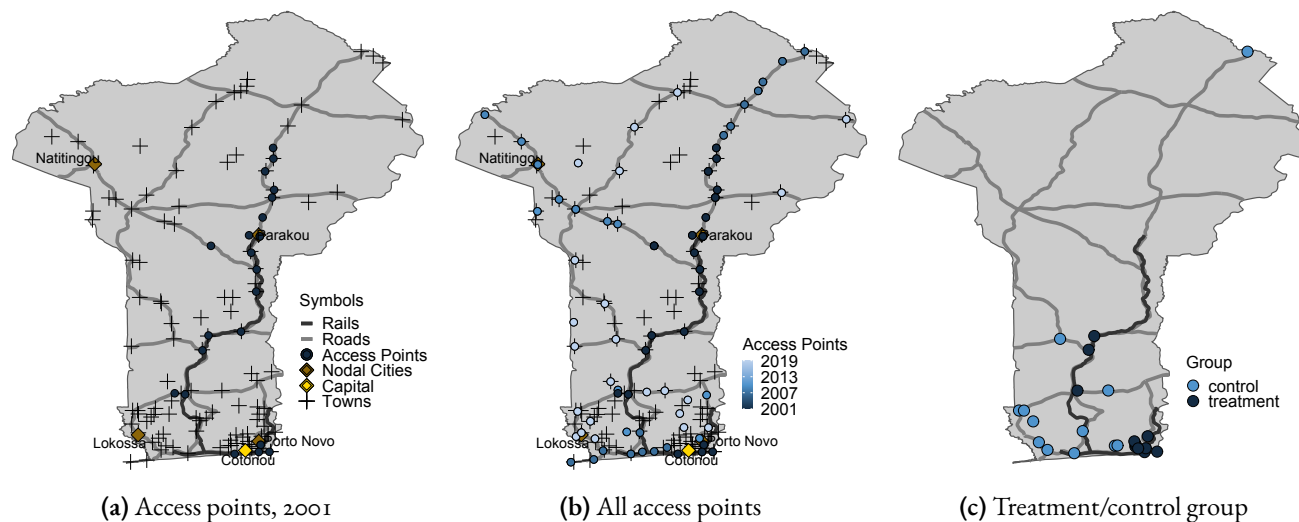 Natitingou
Parakou
Lokossa
Porto Novo
Cotonou
Symbols
Rails
Roads
Access Points
Nodal Cities
Capital
Towns
(a) Access points, 2001
Natitingou
Parakou
Lokossa
Porto Novo
Cotonou
Access Points
2019
2013
2007
2001
(b) All access points
Group
control
treatment
(c) Treatment/control group